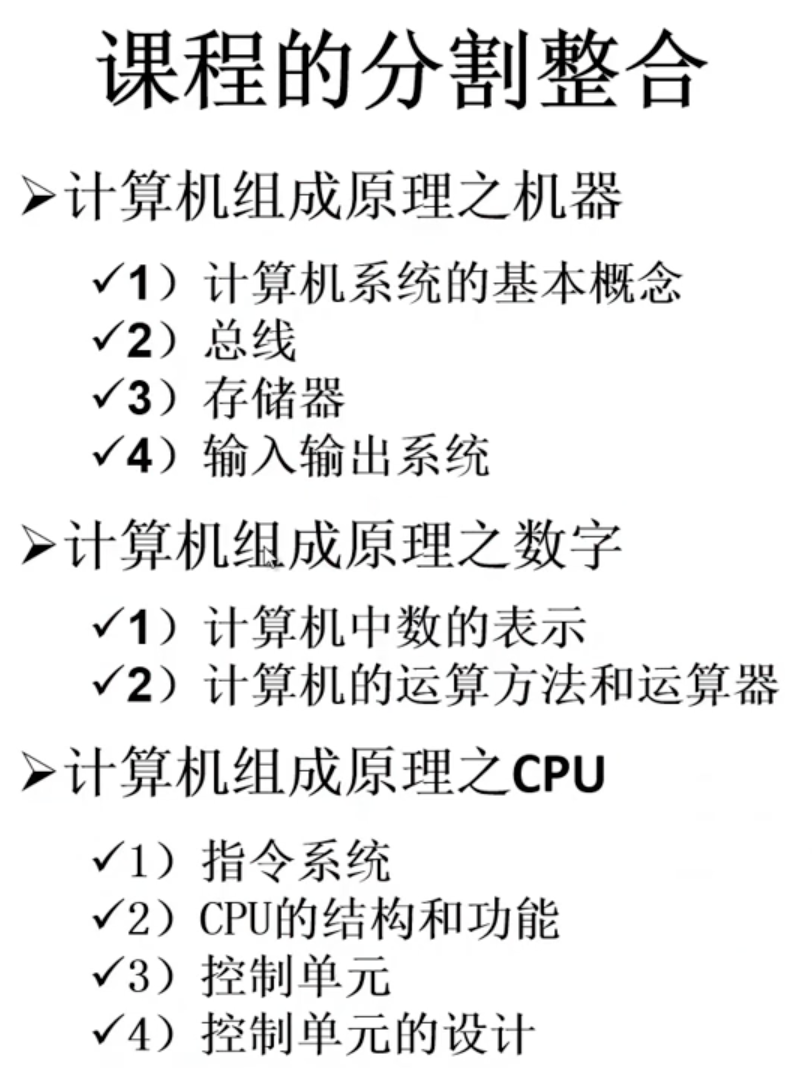 课程的分割整合
➢计算机组成原理之机器
✓1）计算机系统的基本概念
✓2）总线
✓3）存储器
✓4）输入输出系统
➢计算机组成原理之数字
✓1）计算机中数的表示
✓2）计算机的运算方法和运算器
➢计算机组成原理之CPU
✓1）指令系统
✓2）CPU的结构和功能
✓3）控制单元
✓4）控制单元的设计